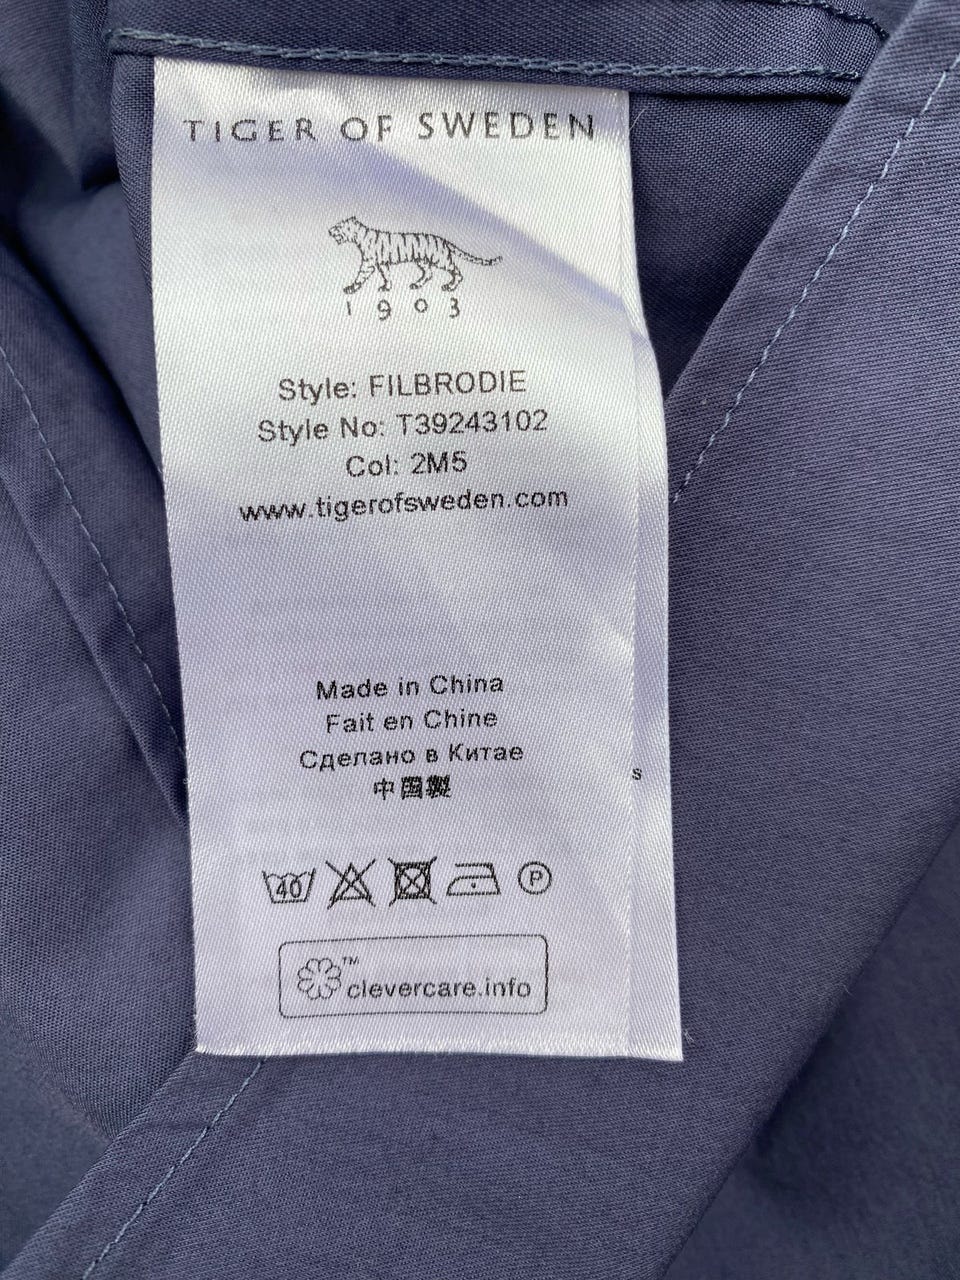 TIGER OF SWEDEN
1903
Style: FILBRODIE
Style No: T39243102
Col: 2M5
www.tigerofsweden.com
Made in China
Fait en Chine
Сделано в Китае
中国製
s
40 P
™
clevercare.info